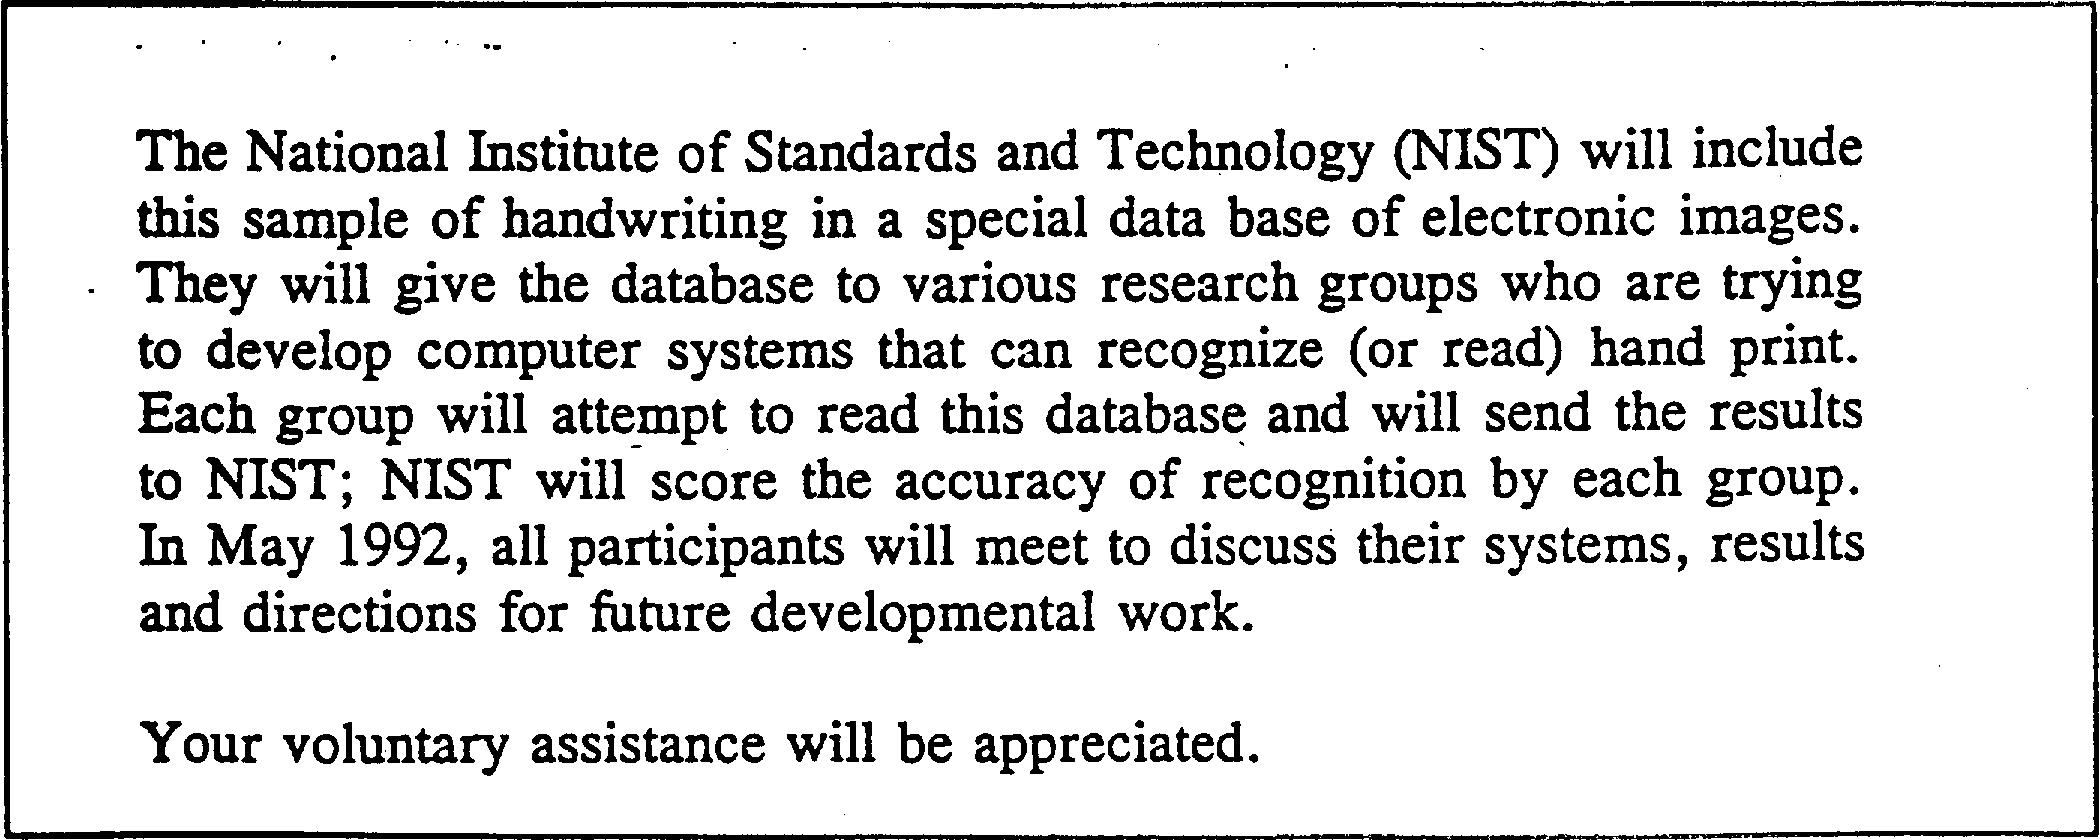 The National Institute of Standards and Technology (NIST) will include
this sample of handwriting in a special data base of electronic images.
They will give the database to various research groups who are trying
to develop computer systems that can recognize (or read) hand print.
Each group will attempt to read this database and will send the results
to NIST; NIST will score the accuracy of recognition by each group.
In May 1992, all participants will meet to discuss their systems, results
and directions for future developmental work.
Your voluntary assistance will be appreciated.